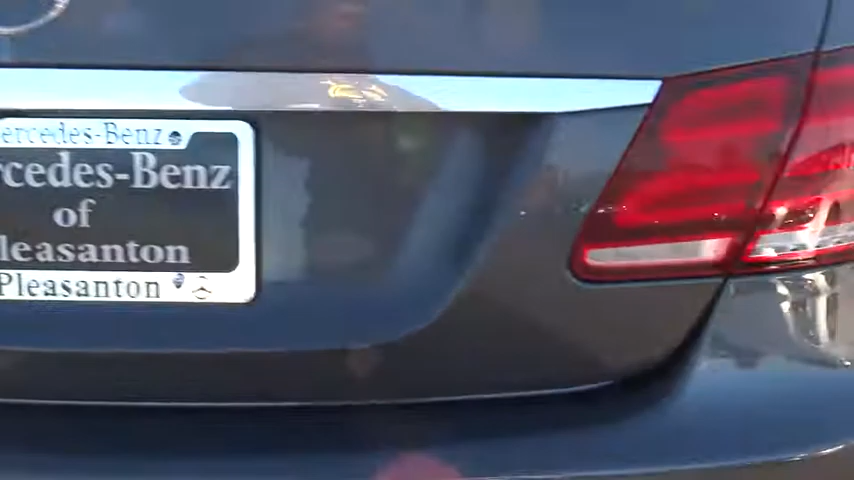 ercedes-Benz
rcedes-Benz
of
leasanton
Pleasanton